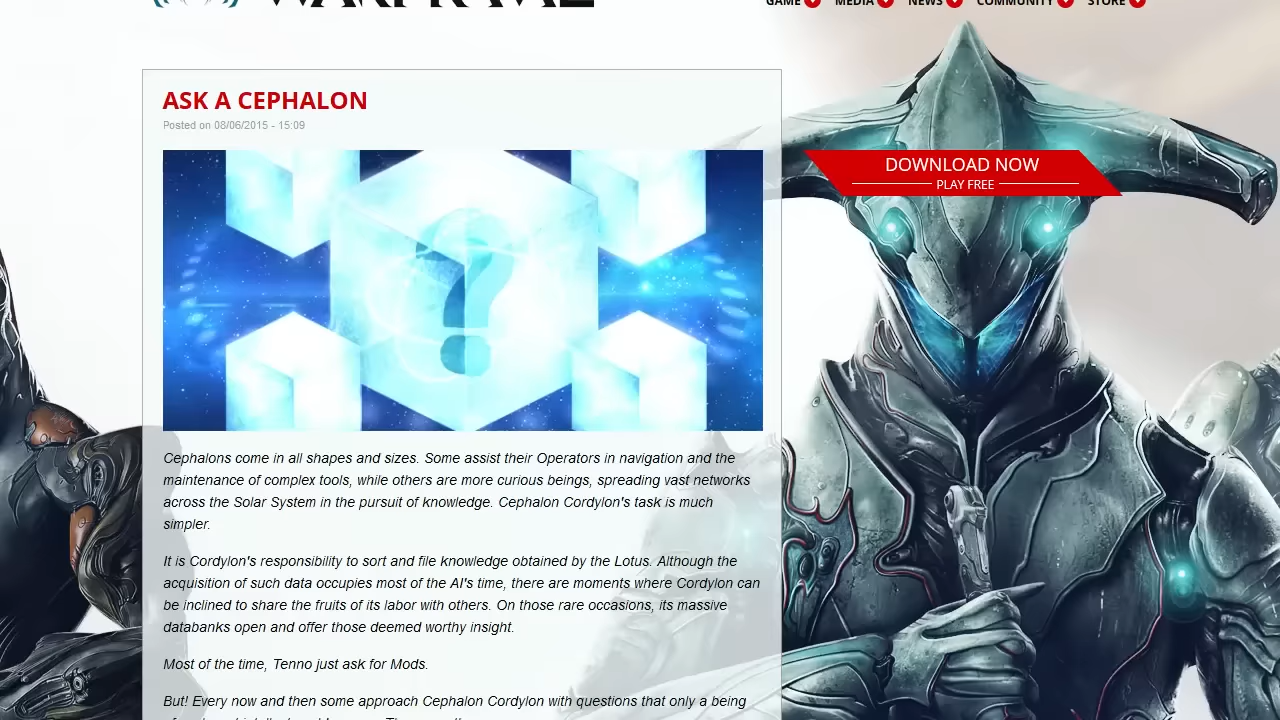 WARFRAME
GAME MEDIA NEWS COMMUNITY STORE
ASK A CEPHALON
Posted on 08/06/2015 - 15:09
DOWNLOAD NOW
PLAY FREE
?
Cephalons come in all shapes and sizes. Some assist their Operators in navigation and the
maintenance of complex tools, while others are more curious beings, spreading vast networks
across the Solar System in the pursuit of knowledge. Cephalon Cordylon's task is much
simpler.
It is Cordylon's responsibility to sort and file knowledge obtained by the Lotus. Although the
acquisition of such data occupies most of the AI's time, there are moments where Cordylon can
be inclined to share the fruits of its labor with others. On those rare occasions, its massive
databanks open and offer those deemed worthy insight.
Most of the time, Tenno just ask for Mods.
But! Every now and then some approach Cephalon Cordylon with questions that only a being